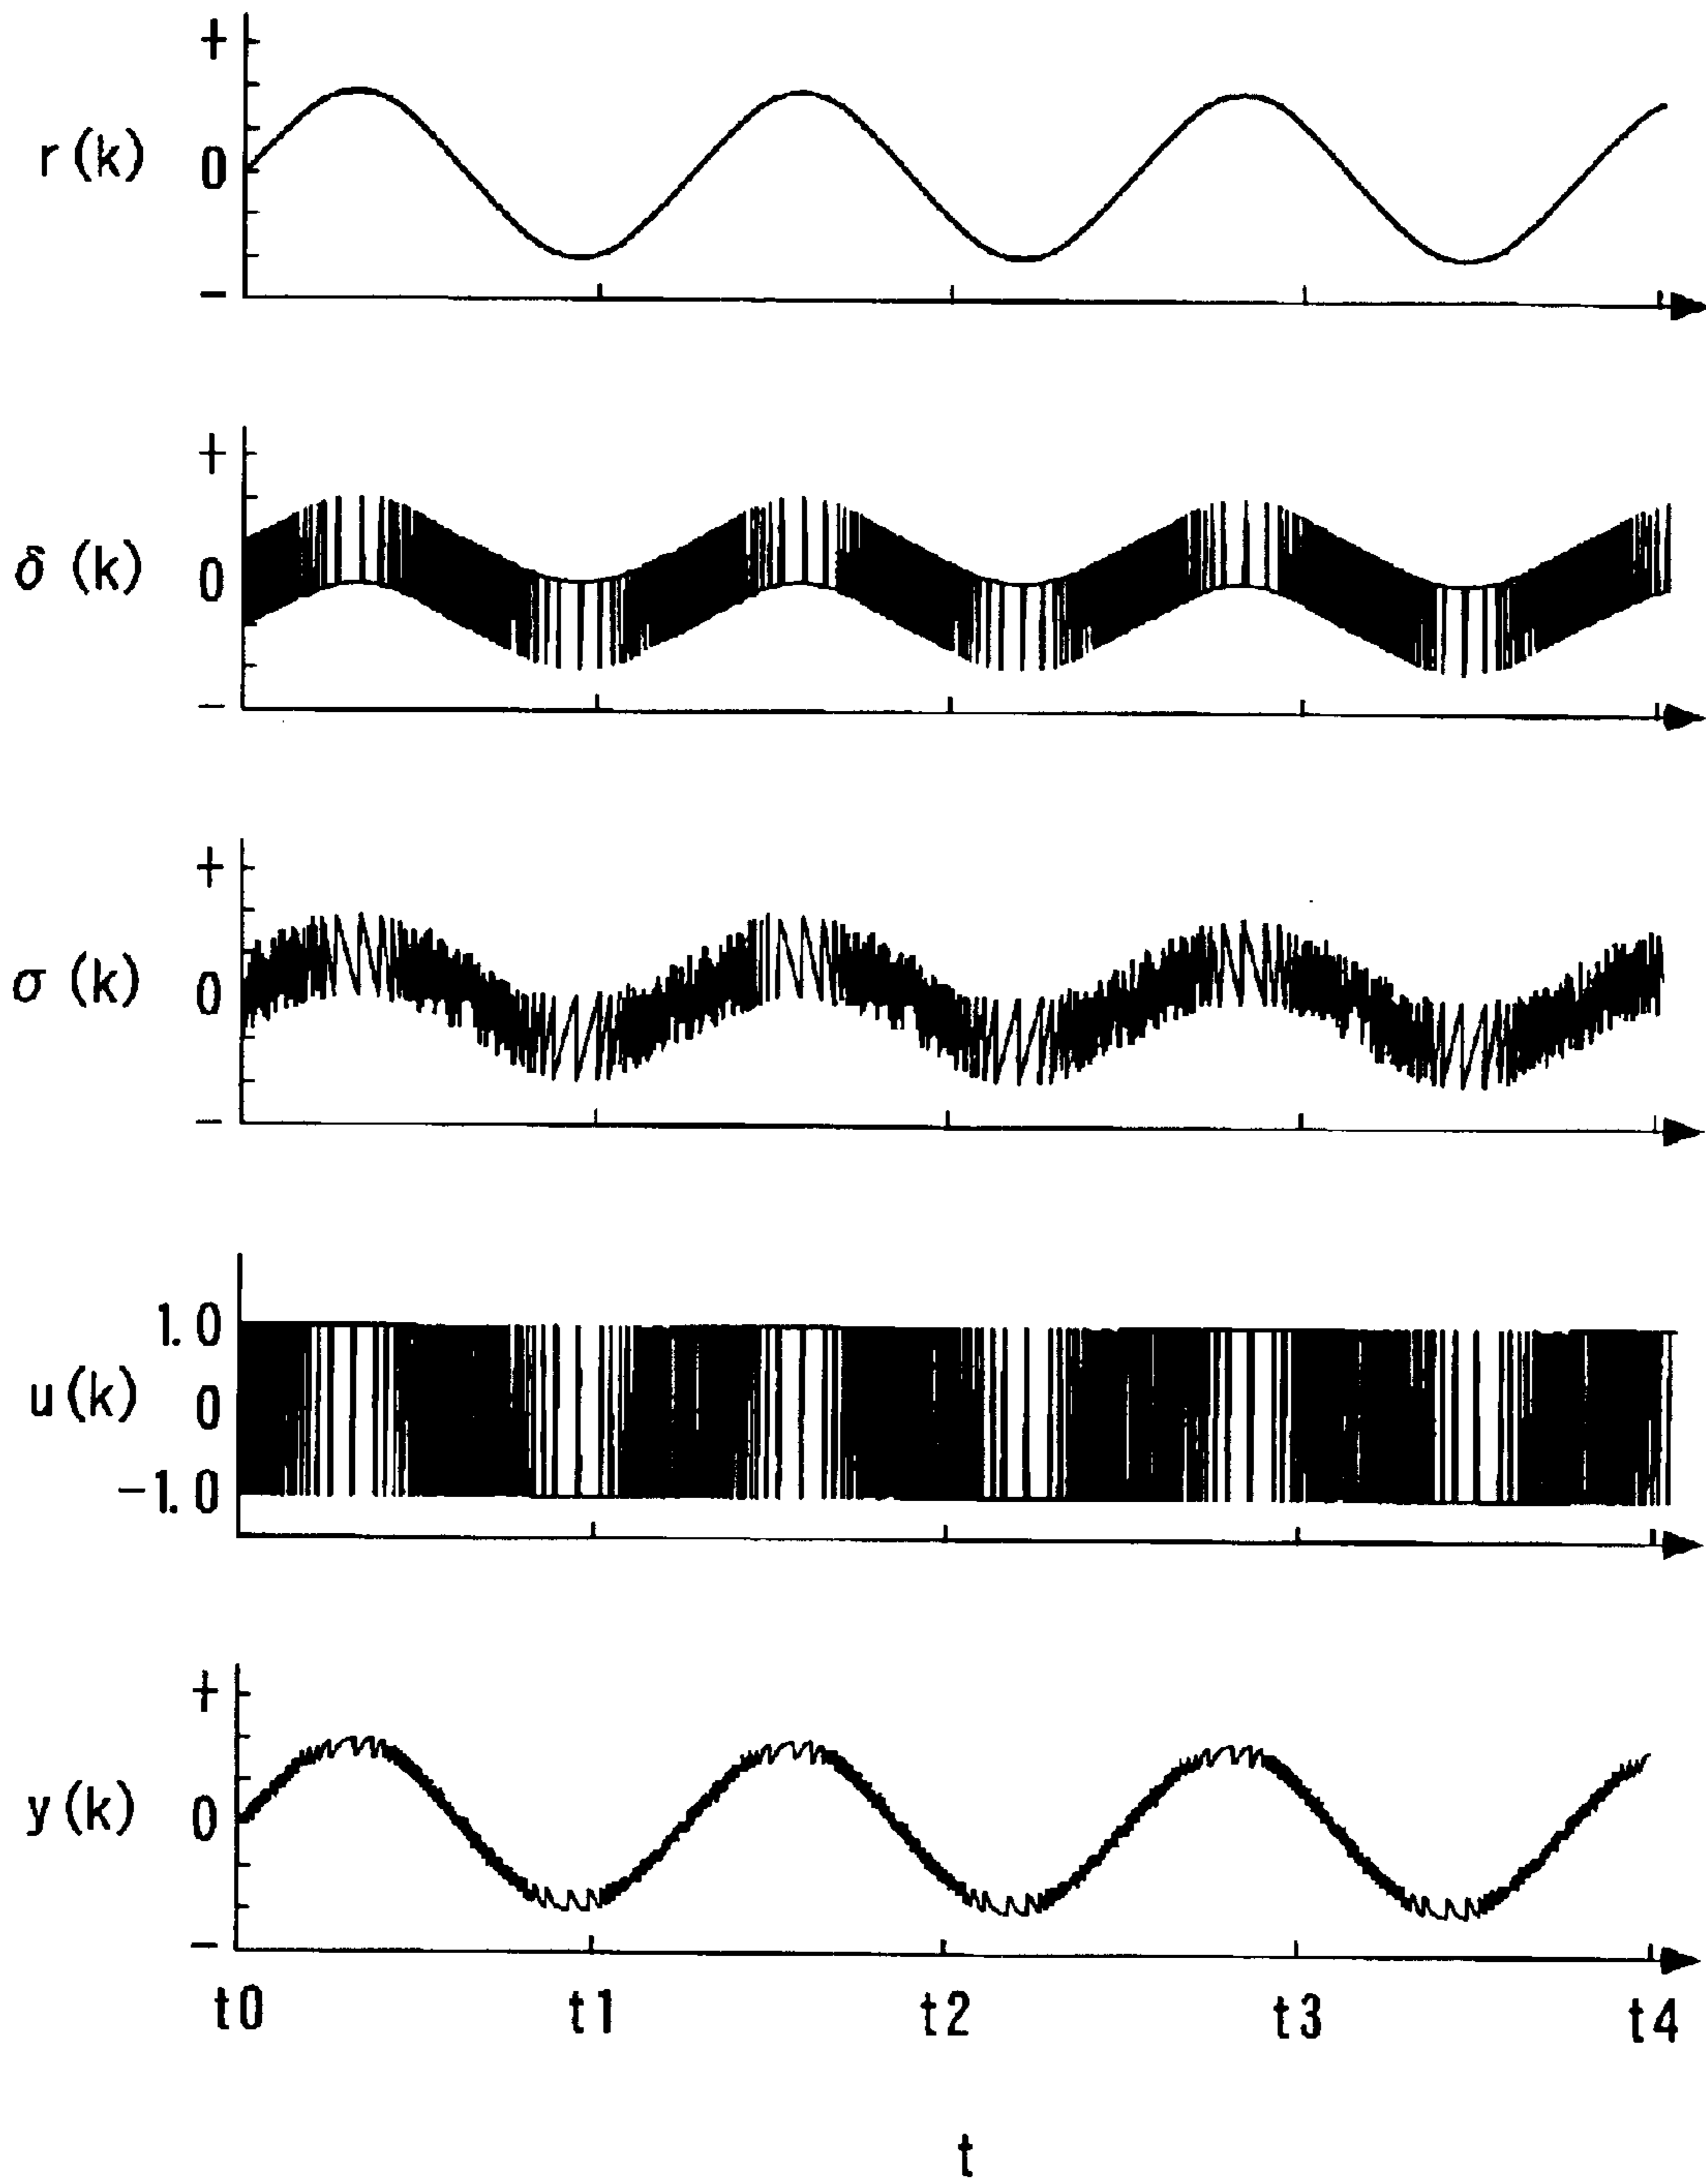 +
r(k) 0
-
+
δ(k) 0
-
+
σ(k) 0
-
1.0
u(k) 0
-1.0
+
y(k) 0
-
t0 t1 t2 t3 t4
t